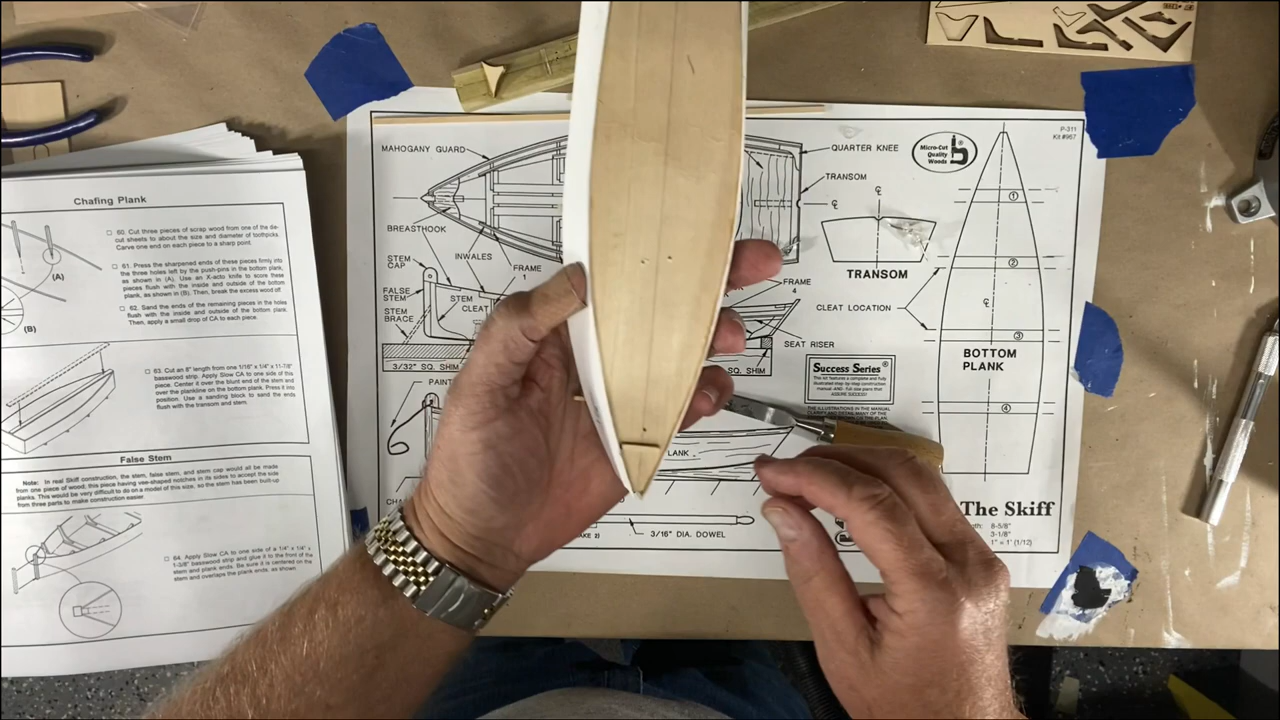 Chafing Plank
60. Cut three pieces of scrap wood from one of the die-
cut sheets to about the size and diameter of toothpicks.
Carve one end on each piece to a sharp point.
(A)
61. Press the sharpened ends of these pieces firmly into
the three holes left by the push-pins in the bottom plank,
as shown in (A). Use an X-acto knife to score these
pieces flush with the inside and outside of the bottom
plank, as shown in (B). Then, break the excess wood off.
62. Sand the ends of the remaining pieces in the holes
flush with the inside and outside of the bottom plank.
Then, apply a small drop of CA to each piece.
(B)
63. Cut an 8" length from one 1/16" x 1/4" x 11-7/8"
basswood strip. Apply Slow CA to one side of this
piece. Center it over the blunt end of the stem and
over the plankline on the bottom plank. Press it into
position. Use a sanding block to sand the ends
flush with the transom and stem.
False Stem
Note: In real Skiff construction, the stem, false stem, and stem cap would all be made
from one piece of wood; this piece having vee-shaped notches in its sides to accept the side
planks. This would be very difficult to do on a model of this size, so the stem has been built-up
from three parts to make construction easier.
64. Apply Slow CA to one side of a 1/4" x 1/4" x
1-3/8" basswood strip and glue it to the front of the
stem and plank ends. Be sure it is centered on the
stem and overlaps the plank ends, as shown.
P-311
Kit #967
MAHOGANY GUARD
QUARTER KNEE
Micro-Cut
Quality
Woods
TRANSOM
BREASTHOOK
INWALES
FRAME
1
TRANSOM
STEM
CAP
FALSE
STEM
STEM
CLEAT
STEM
BRACE
FRAME
4
CLEAT LOCATION
SEAT RISER
3/32" SQ. SHIM
SQ. SHIM
1
2
3
4
BOTTOM
PLANK
Success Series®
PAIN
LANK
CHA
The Skiff
8-5/8"
3-1/8"
1" = 1' (1/12)
3/16" DIA. DOWEL